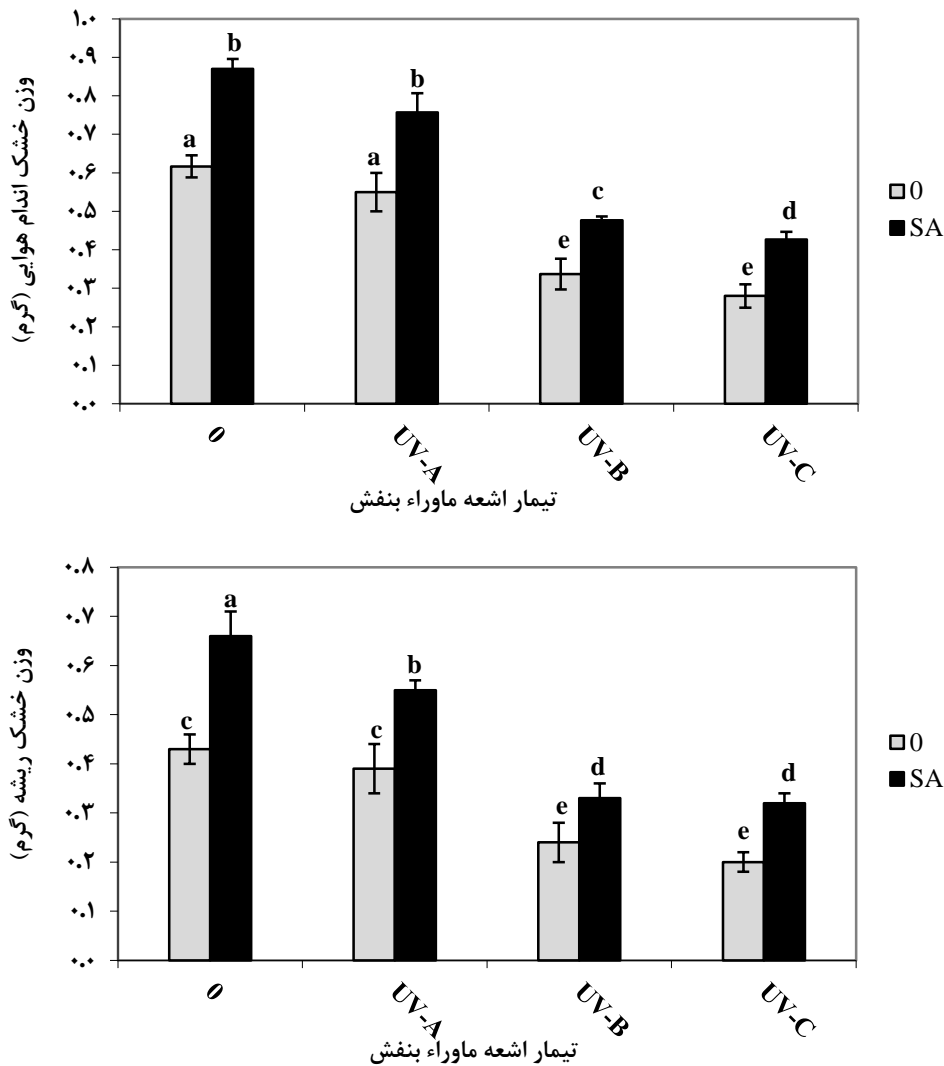 وزن خشک اندام هوایی (گرم)
۱.۰
۰.۹
۰.۸
۰.۷
۰.۶
۰.۵
۰.۴
۰.۳
۰.۲
۰.۱
۰.۰
a
b
a
b
e
c
e
d
0
SA
0
UV-A
UV-B
UV-C
تیمار اشعه ماوراء بنفش
وزن خشک ریشه (گرم)
۰.۸
۰.۷
۰.۶
۰.۵
۰.۴
۰.۳
۰.۲
۰.۱
۰.۰
c
a
c
b
e
d
e
d
0
SA
0
UV-A
UV-B
UV-C
تیمار اشعه ماوراء بنفش